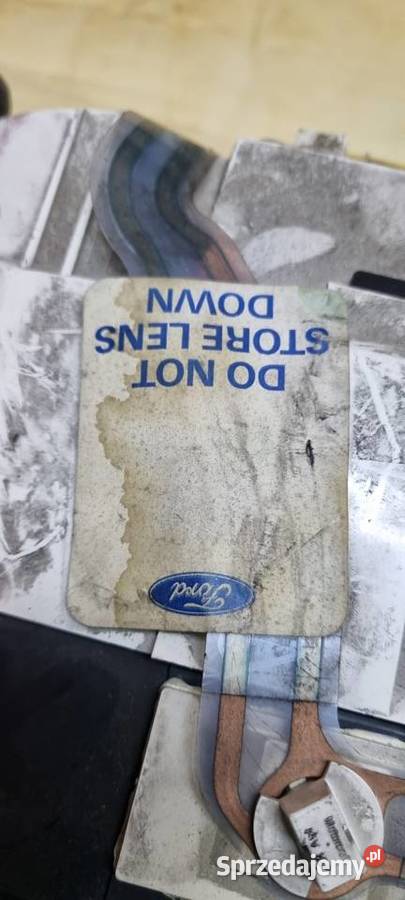 DO NOT
STORE LENS
DOWN
Ford
Sprzedajemy.pl